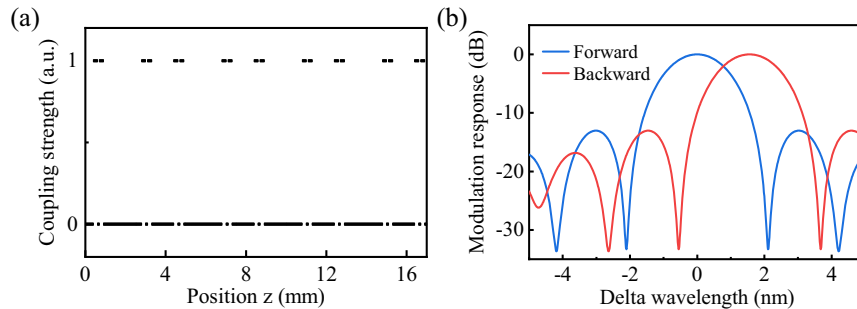 (a)
Coupling strength (a.u.)
1
0
0
4
8
12
16
Position z (mm)
(b)
Modulation response (dB)
0
-10
-20
-30
Forward
Backward
-4
-2
0
2
4
Delta wavelength (nm)